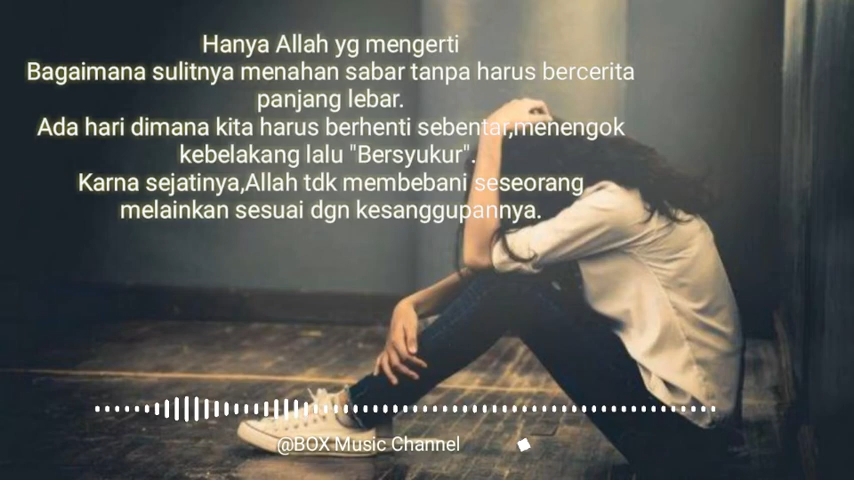 Hanya Allah yg mengerti
Bagaimana sulitnya menahan sabar tanpa harus bercerita
panjang lebar.
Ada hari dimana kita harus berhenti sebentar,menengok
kebelakang lalu "Bersyukur".
Karna sejatinya,Allah tdk membebani seseorang
melainkan sesuai dgn kesanggupannya.
@BOX Music Channel